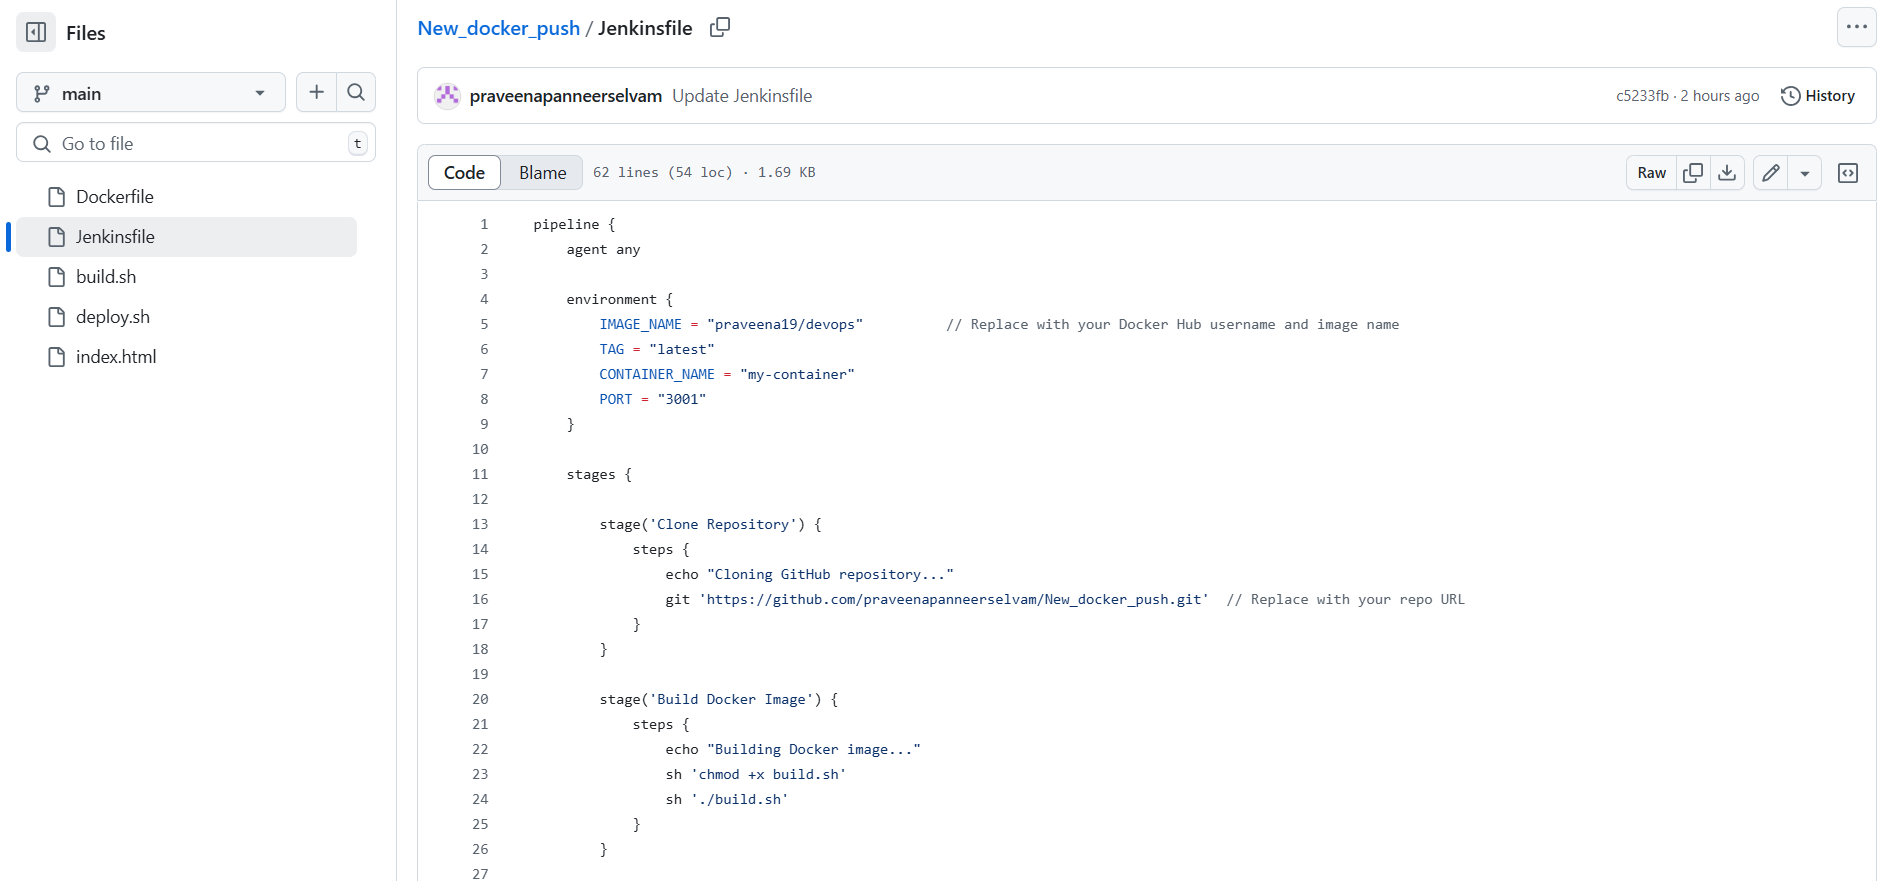 Files
main
Go to file
t
Dockerfile
Jenkinsfile
build.sh
deploy.sh
index.html
New_docker_push / Jenkinsfile
praveenapanneerselvam Update Jenkinsfile
c5233fb · 2 hours ago
History
Code Blame 62 lines (54 loc) · 1.69 KB
Raw
1 pipeline {
2     agent any
3
4     environment {
5         IMAGE_NAME = "praveena19/devops"          // Replace with your Docker Hub username and image name
6         TAG = "latest"
7         CONTAINER_NAME = "my-container"
8         PORT = "3001"
9     }
10
11     stages {
12
13         stage('Clone Repository') {
14             steps {
15                 echo "Cloning GitHub repository..."
16                 git 'https://github.com/praveenapanneerselvam/New_docker_push.git'  // Replace with your repo URL
17             }
18         }
19
20         stage('Build Docker Image') {
21             steps {
22                 echo "Building Docker image..."
23                 sh 'chmod +x build.sh'
24                 sh './build.sh'
25             }
26         }
27